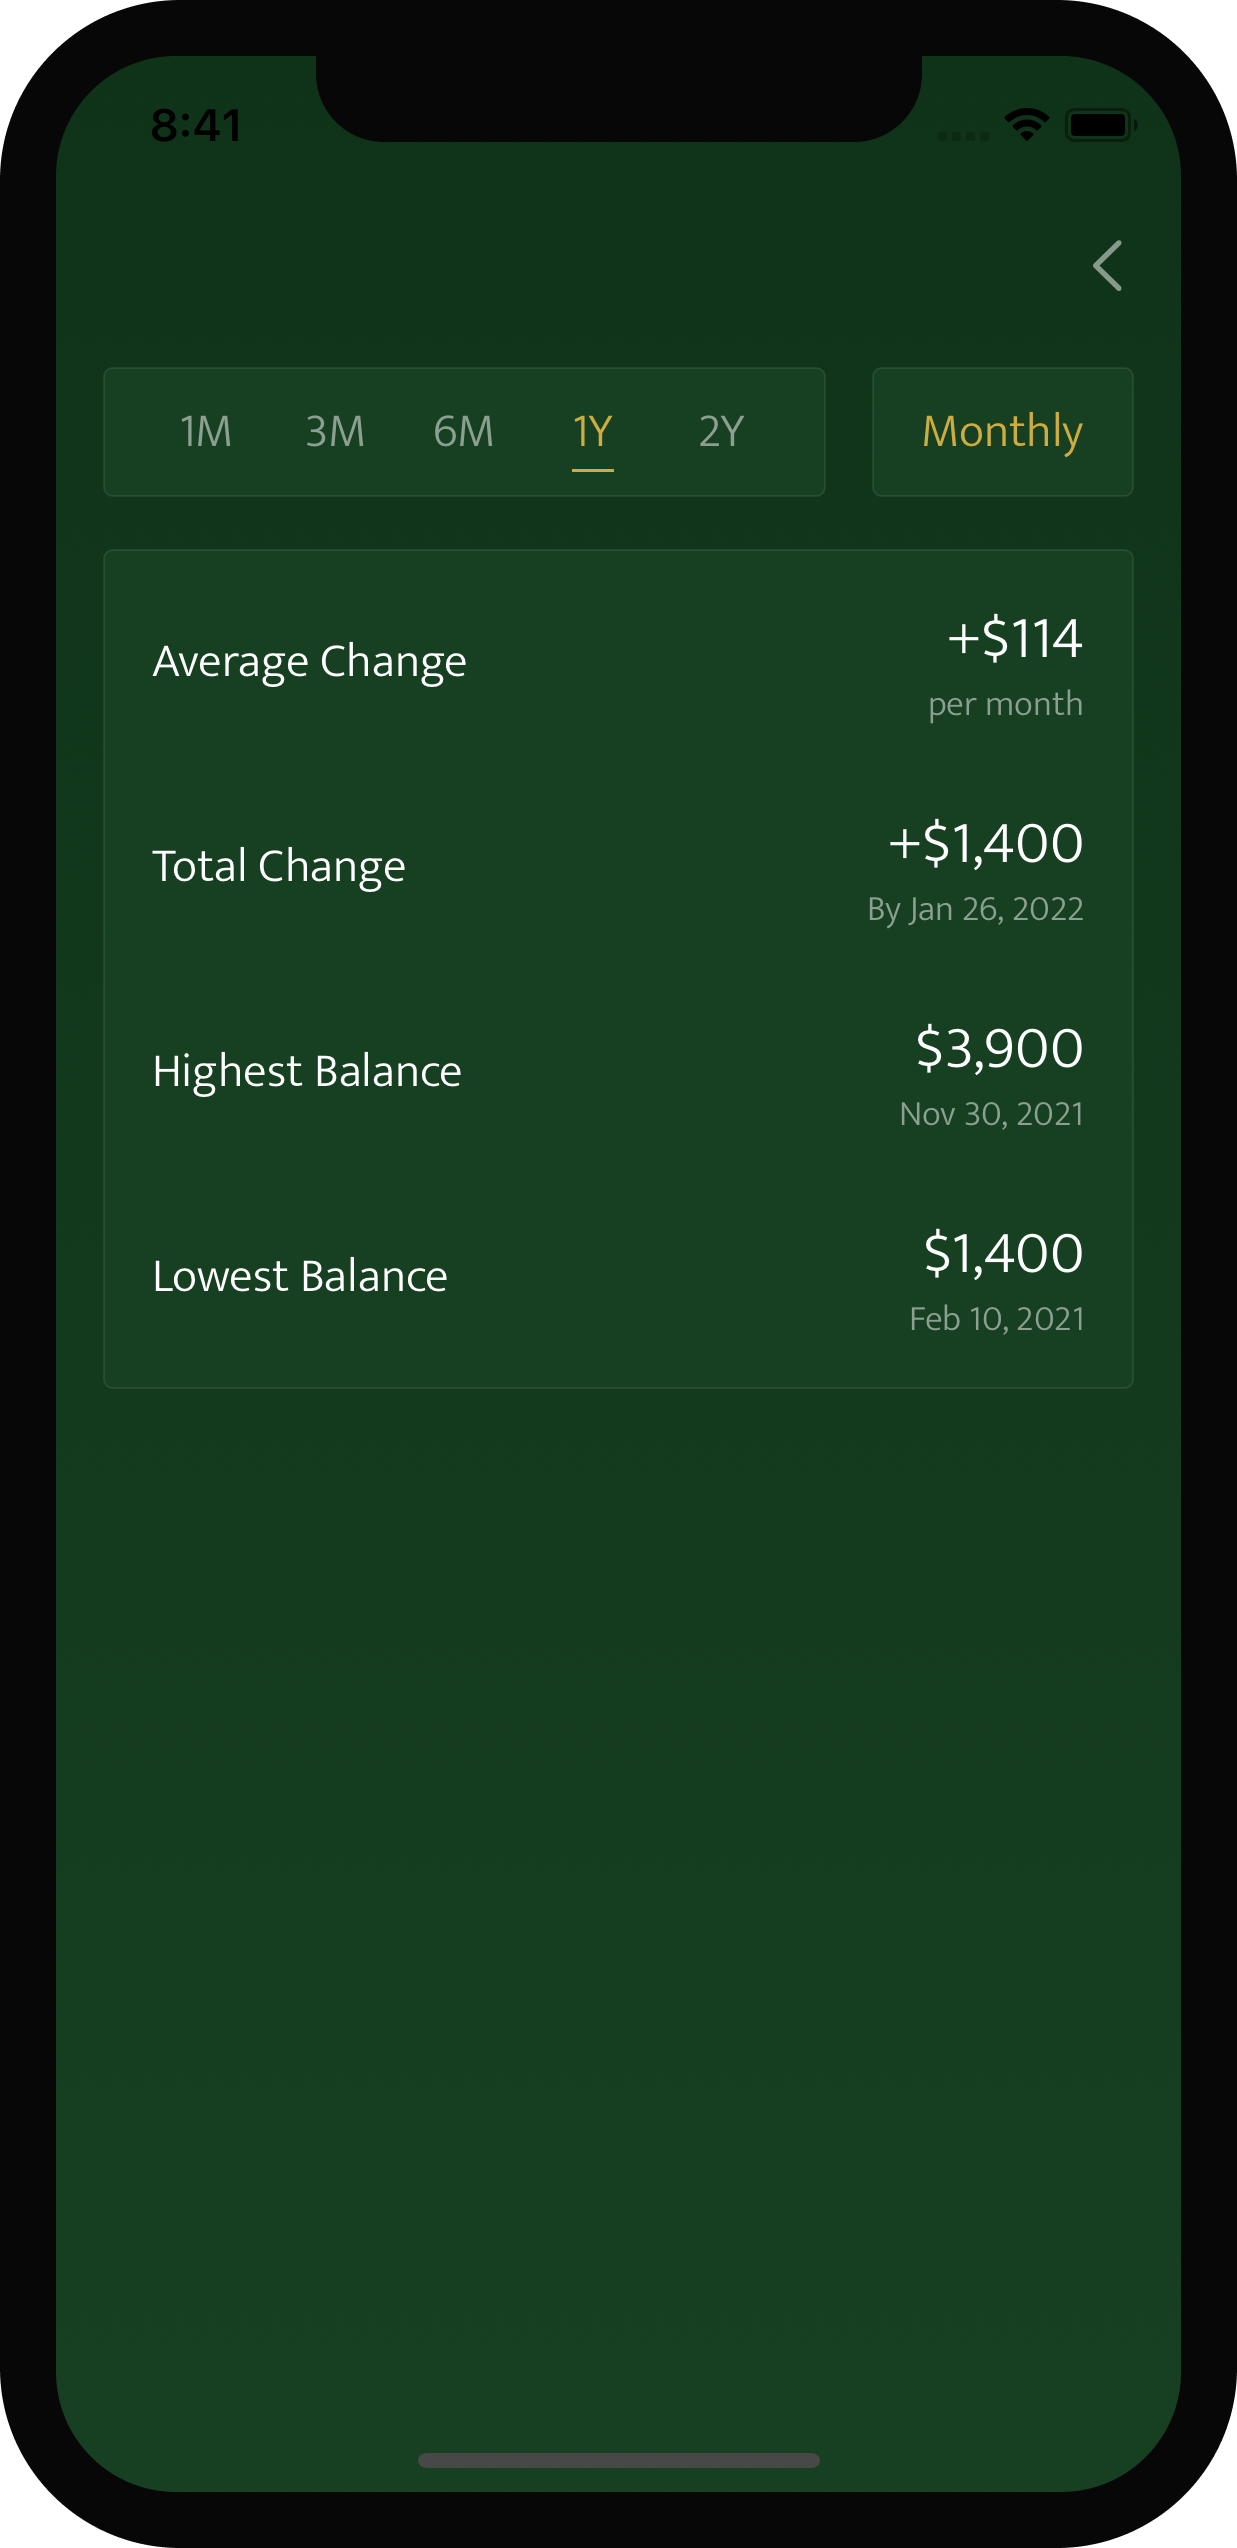 8:41
1M 3M 6M 1Y 2Y Monthly
Average Change
+$114
per month
Total Change
+$1,400
By Jan 26, 2022
Highest Balance
$3,900
Nov 30, 2021
Lowest Balance
$1,400
Feb 10, 2021